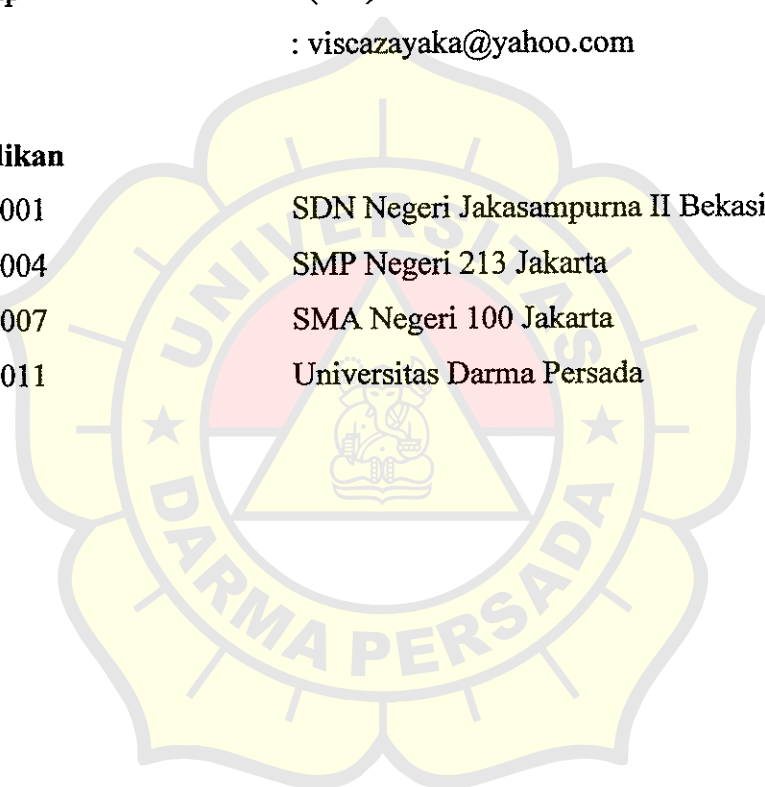 : viscazayaka@yahoo.com
dikan
001 SDN Negeri Jakasampurna II Bekasi
004 SMP Negeri 213 Jakarta
007 SMA Negeri 100 Jakarta
011 Universitas Darma Persada
UNIVERSITAS
DARMA PERSADA